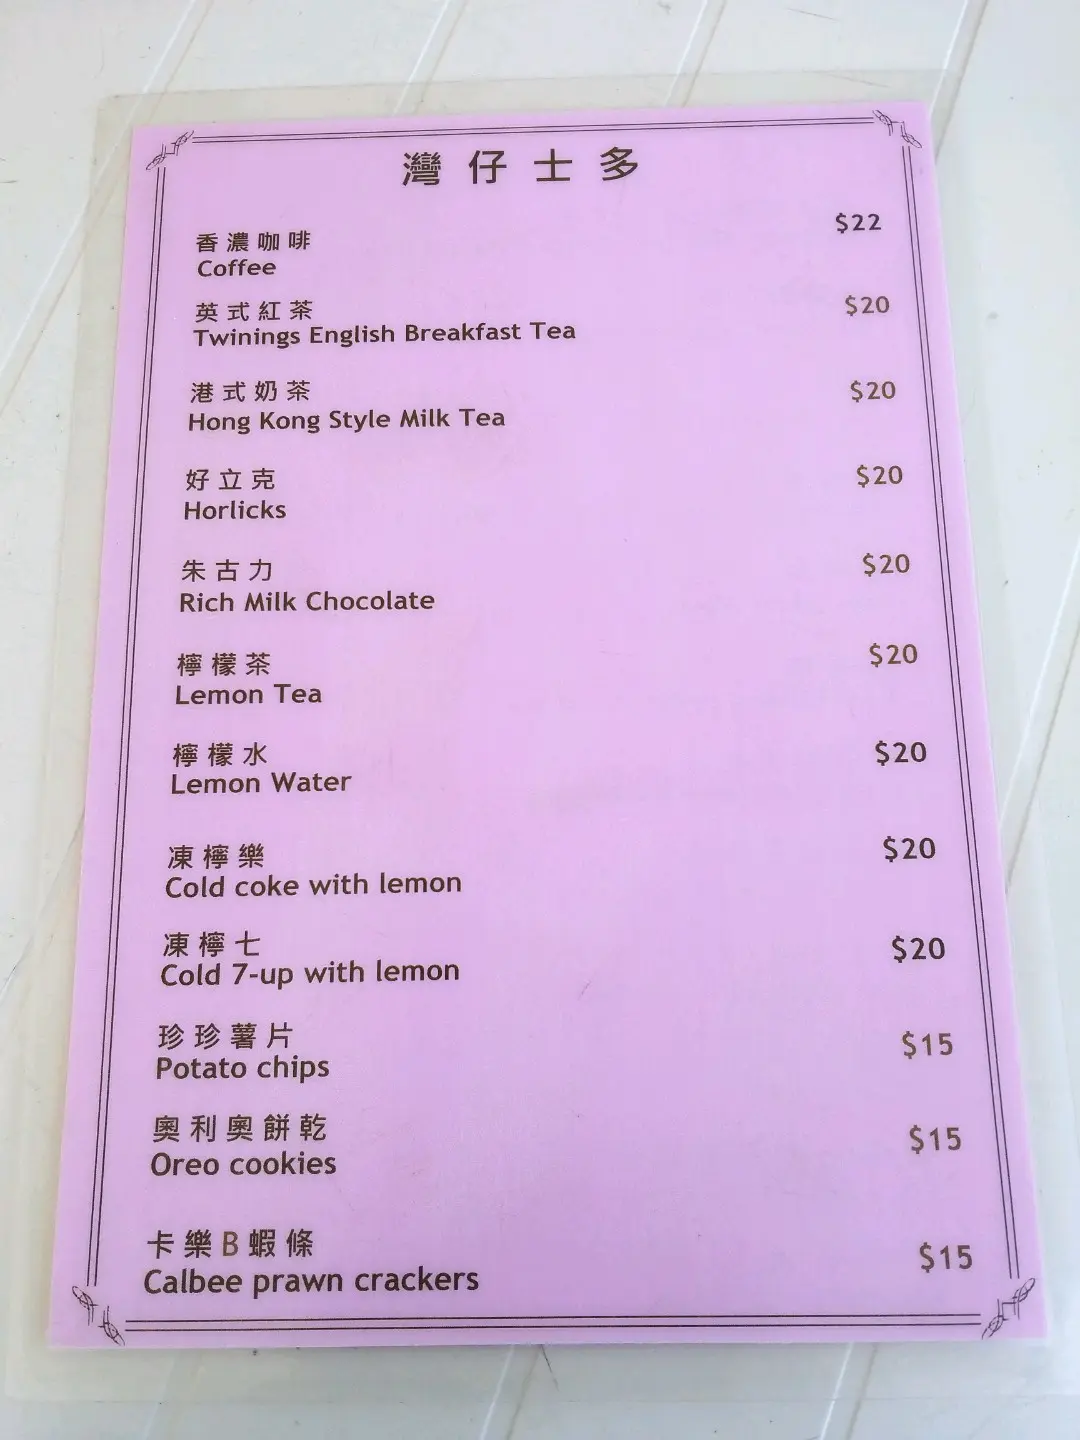 灣仔士多
香濃咖啡 $22
Coffee
英式紅茶 $20
Twinings English Breakfast Tea
港式奶茶 $20
Hong Kong Style Milk Tea
好立克 $20
Horlicks
朱古力 $20
Rich Milk Chocolate
檸檬茶 $20
Lemon Tea
檸檬水 $20
Lemon Water
凍檸樂 $20
Cold coke with lemon
凍檸七 $20
Cold 7-up with lemon
珍珍薯片 $15
Potato chips
奧利奧餅乾 $15
Oreo cookies
卡樂B蝦條 $15
Calbee prawn crackers